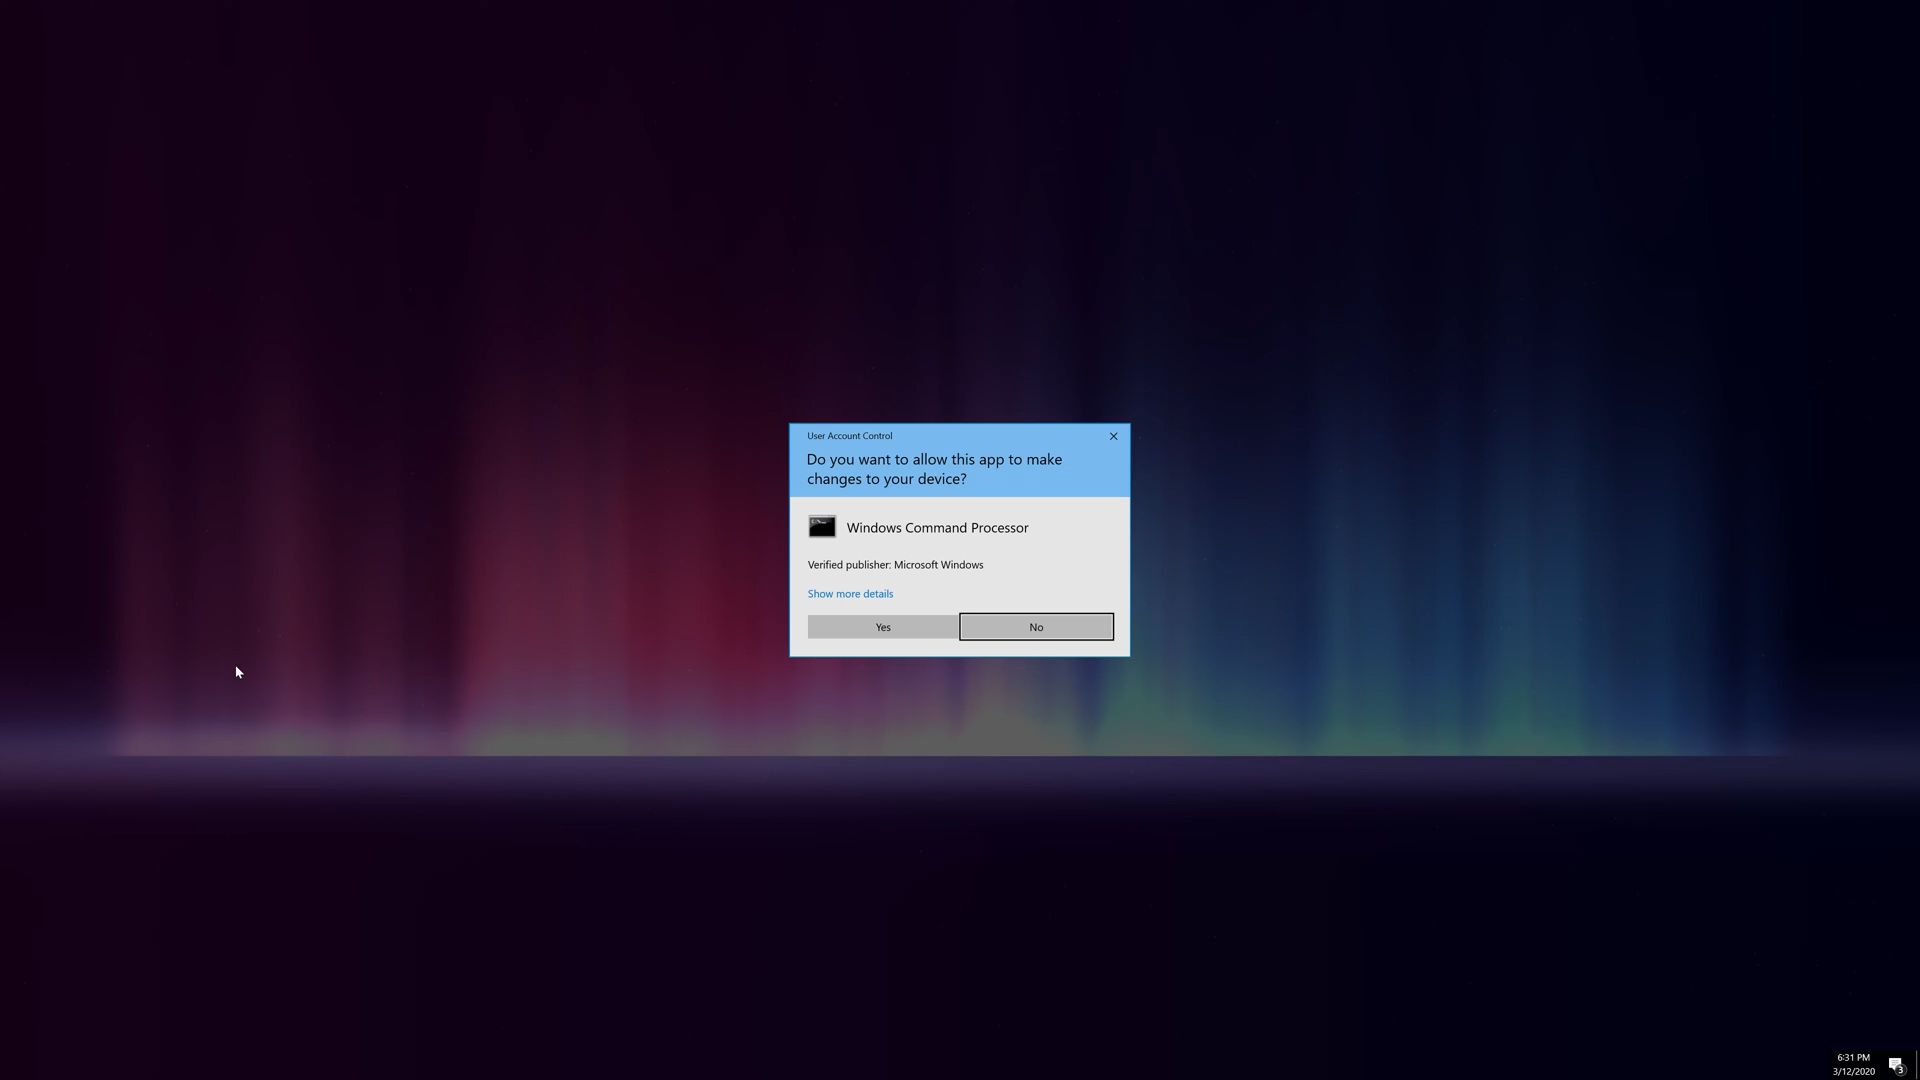 User Account Control
Do you want to allow this app to make
changes to your device?
Windows Command Processor
Verified publisher: Microsoft Windows
Show more details
Yes
No
6:31 PM
3/12/2020
3